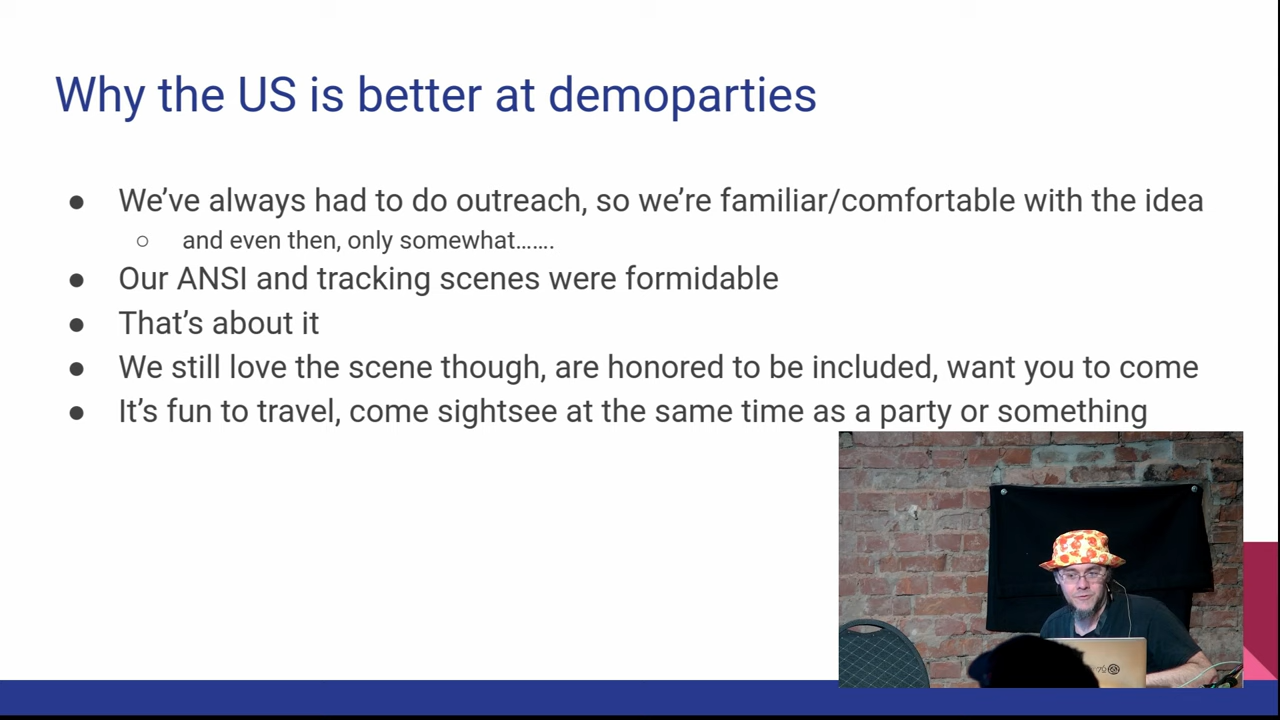 Why the US is better at demoparties
● We’ve always had to do outreach, so we’re familiar/comfortable with the idea
○ and even then, only somewhat…….
● Our ANSI and tracking scenes were formidable
● That’s about it
● We still love the scene though, are honored to be included, want you to come
● It’s fun to travel, come sightsee at the same time as a party or something